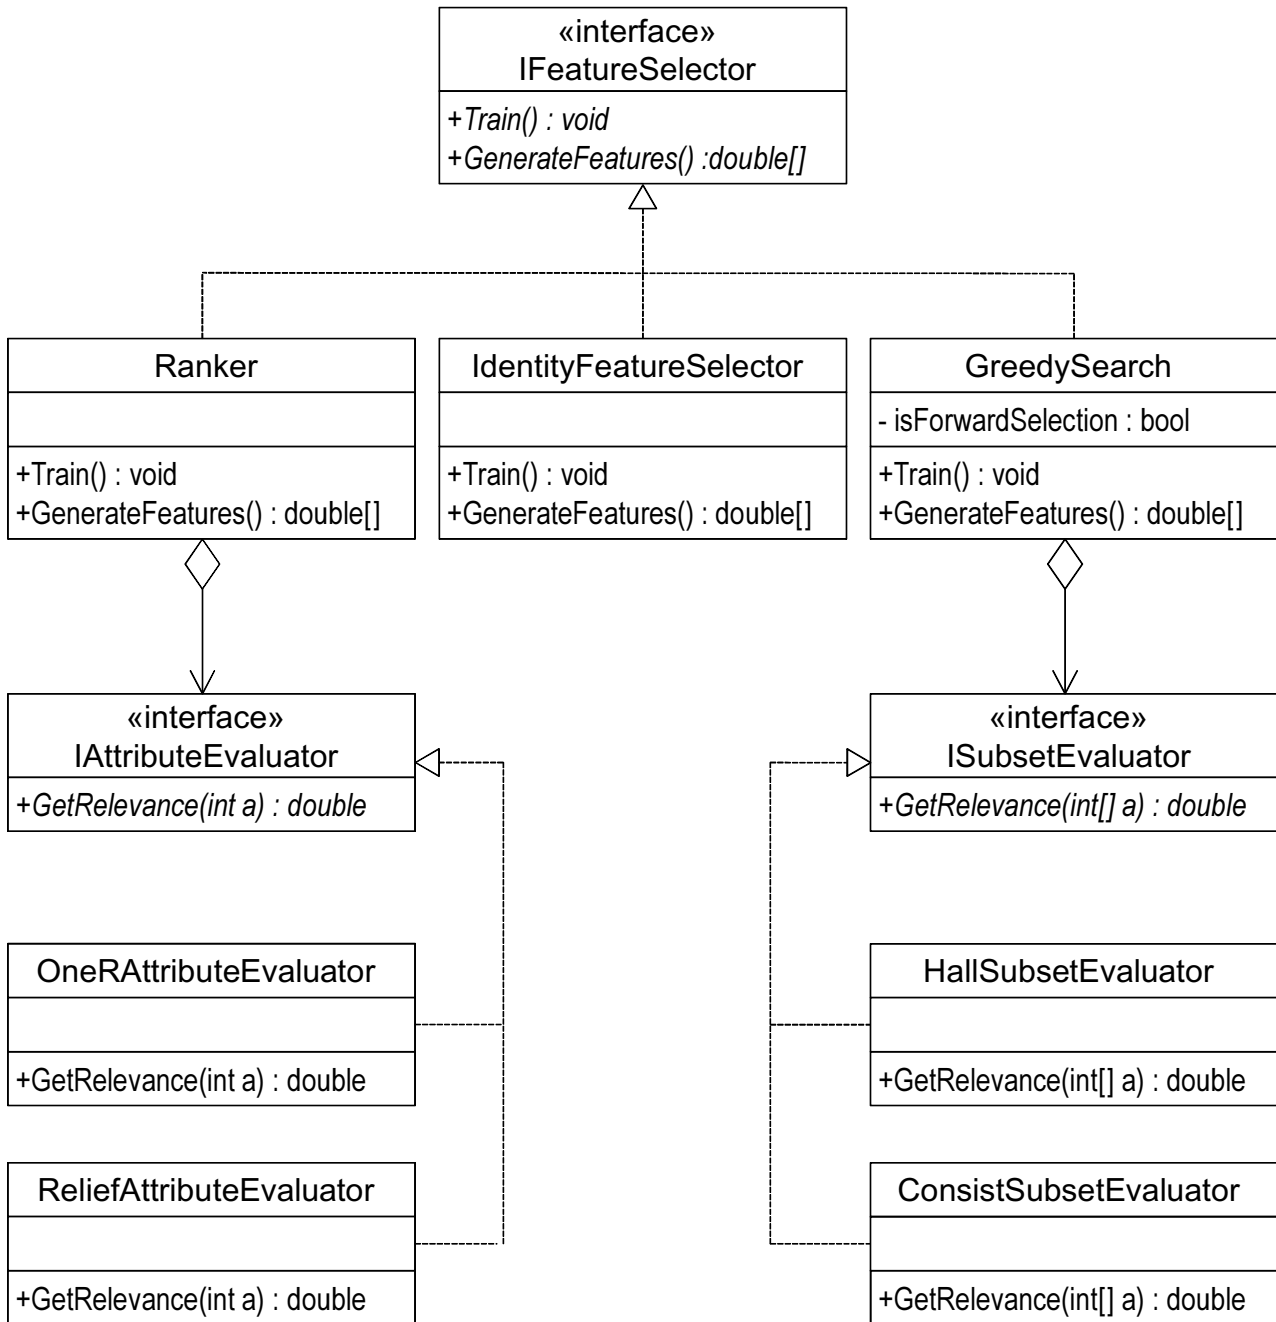 «interface»
IFeatureSelector
+Train() : void
+GenerateFeatures() :double[]
Ranker
+Train() : void
+GenerateFeatures() : double[]
IdentityFeatureSelector
+Train() : void
+GenerateFeatures() : double[]
GreedySearch
- isForwardSelection : bool
+Train() : void
+GenerateFeatures() : double[]
«interface»
IAttributeEvaluator
+GetRelevance(int a) : double
«interface»
ISubsetEvaluator
+GetRelevance(int[] a) : double
OneRAttributeEvaluator
+GetRelevance(int a) : double
HallSubsetEvaluator
+GetRelevance(int[] a) : double
ReliefAttributeEvaluator
+GetRelevance(int a) : double
ConsistSubsetEvaluator
+GetRelevance(int[] a) : double